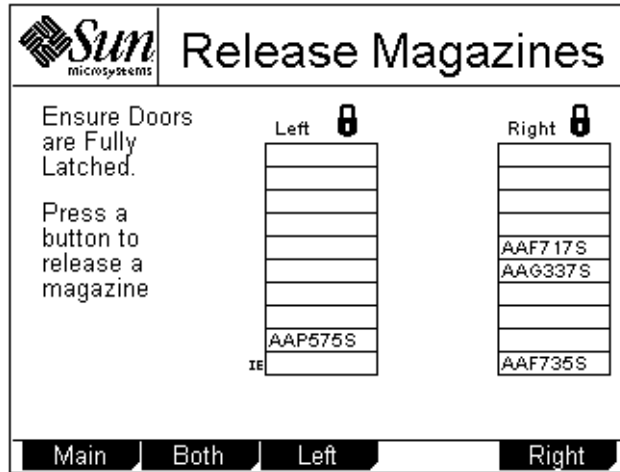 Sun
microsystems
Release Magazines
Ensure Doors
are Fully
Latched.
Press a
button to
release a
magazine
Left
Right
AAF717S
AAG337S
AAP575S
IE
AAF735S
Main Both Left Right